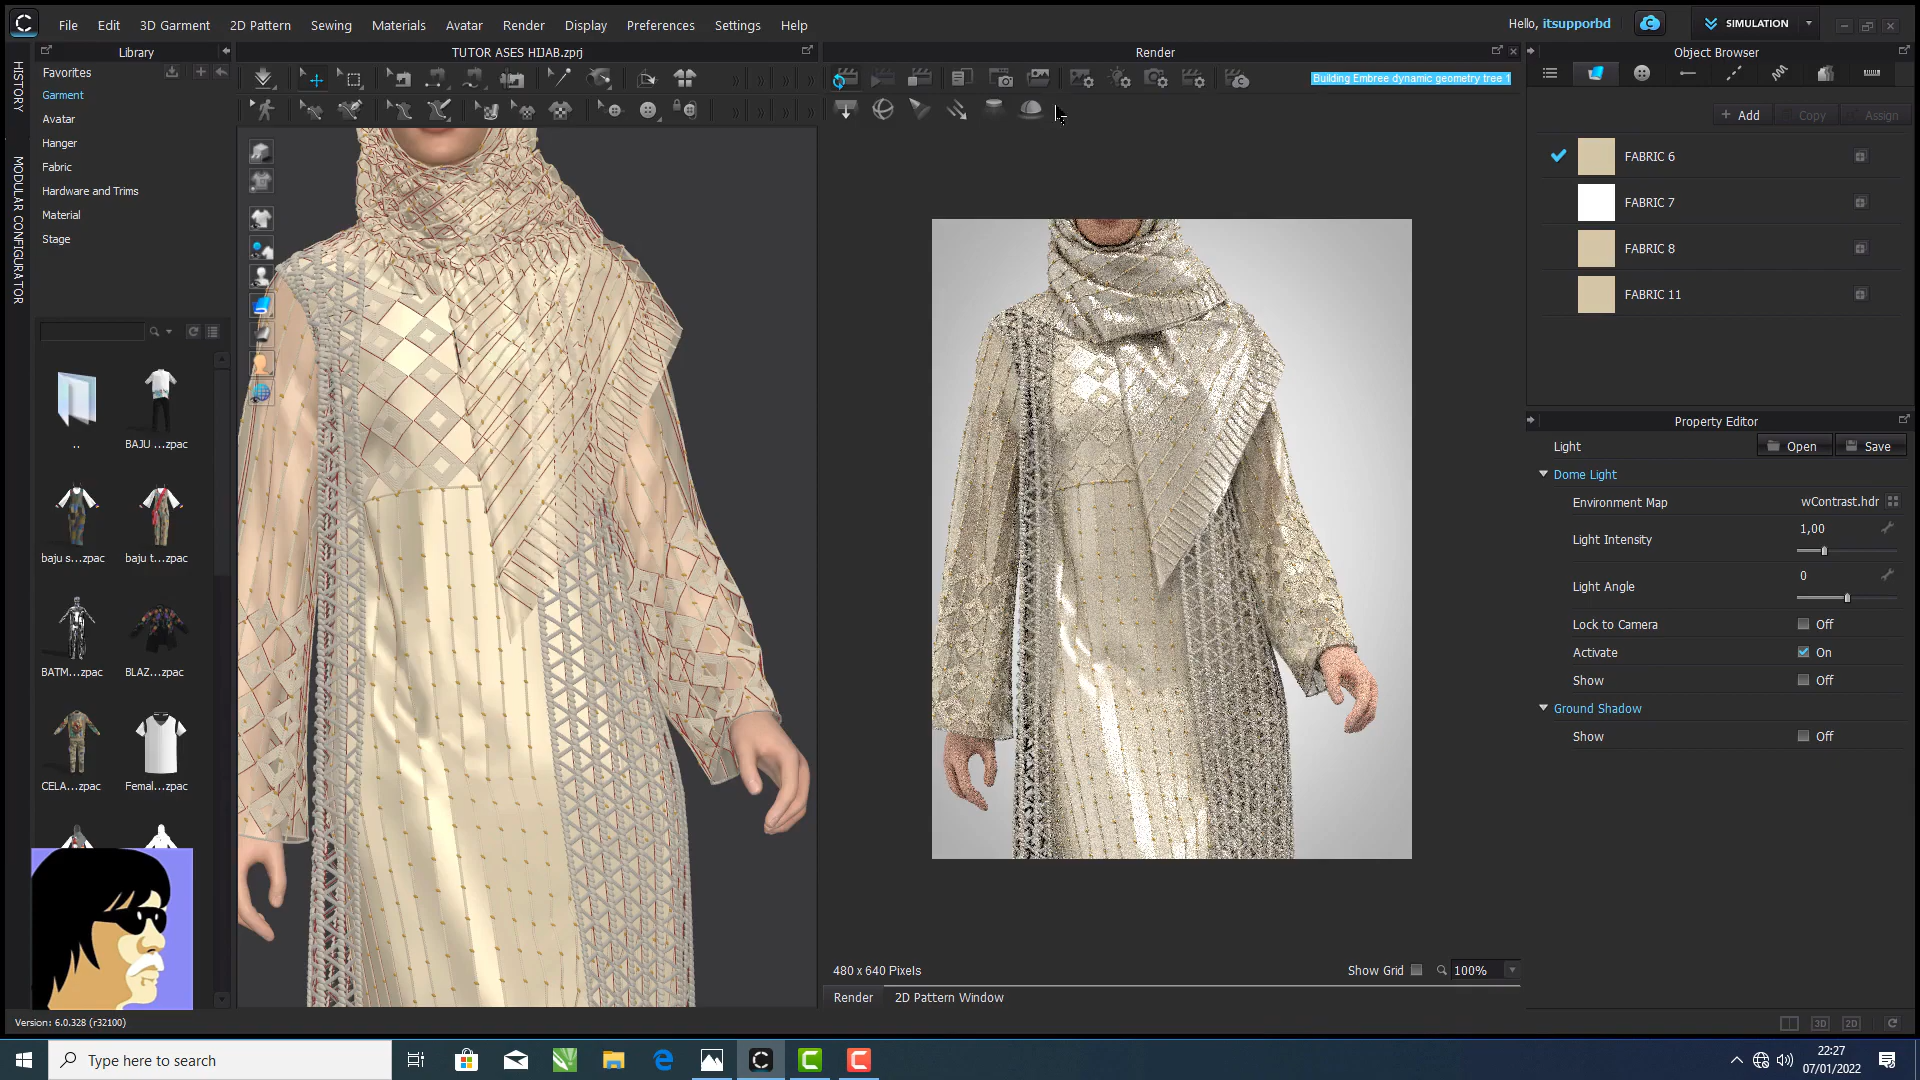 File Edit 3D Garment 2D Pattern Sewing Materials Avatar Render Display Preferences Settings Help
Hello, itsupporbd
SIMULATION
Library
TUTOR ASES HIJAB.zprj
Render
Object Browser
HISTORY
MODULAR CONFIGURATOR
Favorites
Garment
Avatar
Hanger
Fabric
Hardware and Trims
Material
Stage
..
BAJU ...zpac
baju s...zpac
baju t...zpac
BATM...zpac
BLAZ...zpac
CELA...zpac
Femal...zpac
Version: 6.0.328 (r32100)
Building Embree dynamic geometry tree 1
480 x 640 Pixels
Show Grid
100%
Render
2D Pattern Window
+ Add
Copy
Assign
FABRIC 6
FABRIC 7
FABRIC 8
FABRIC 11
Property Editor
Light
Open
Save
Dome Light
Environment Map wContrast.hdr
Light Intensity 1,00
Light Angle 0
Lock to Camera Off
Activate On
Show Off
Ground Shadow
Show Off
3D
2D
Type here to search
22:27
07/01/2022